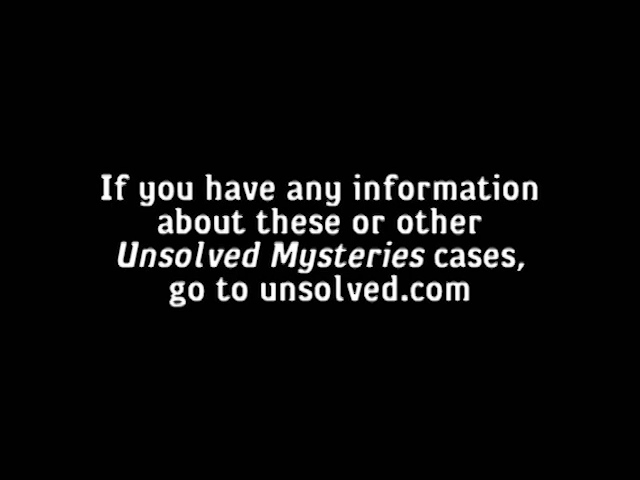 If you have any information
about these or other
Unsolved Mysteries cases,
go to unsolved.com